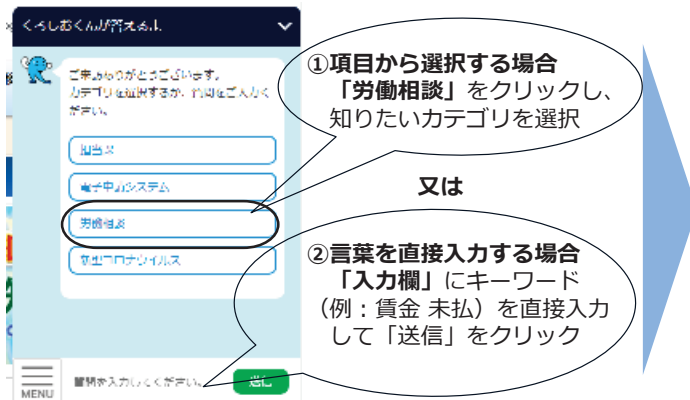 くろしおくんが答えるよ
ご来訪ありがとうございます。
カテゴリを選択するか、質問をご入力く
ださい。
担当課
電子申請システム
労働相談
新型コロナウイルス
質問を入力してください。
送信
MENU
①項目から選択する場合
「労働相談」をクリックし、
知りたいカテゴリを選択
又は
②言葉を直接入力する場合
「入力欄」にキーワード
（例：賃金 未払）を直接入力
して「送信」をクリック